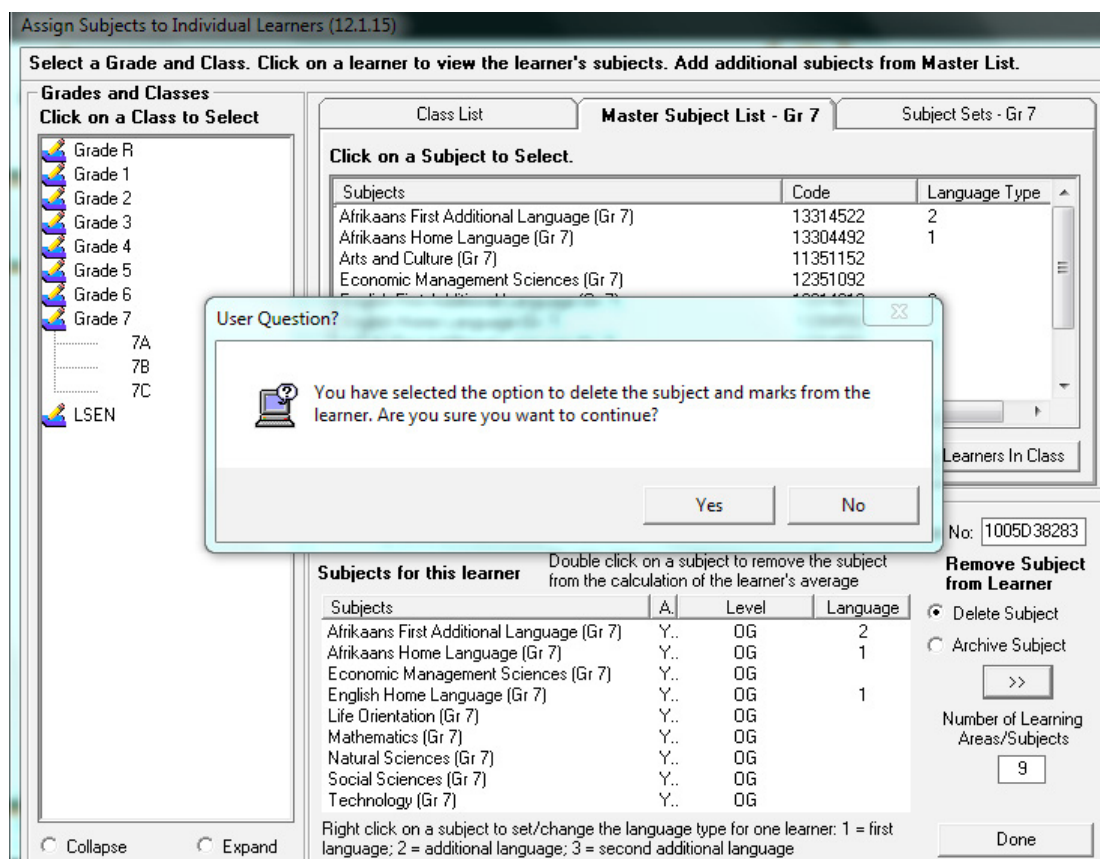 Assign Subjects to Individual Learners (12.1.15)
Select a Grade and Class. Click on a learner to view the learner's subjects. Add additional subjects from Master List.
Grades and Classes
Click on a Class to Select
Grade R
Grade 1
Grade 2
Grade 3
Grade 4
Grade 5
Grade 6
Grade 7
7A
7B
7C
LSEN
Collapse Expand
Class List Master Subject List - Gr 7 Subject Sets - Gr 7
Click on a Subject to Select.
Subjects Code Language Type
Afrikaans First Additional Language (Gr 7) 13314522 2
Afrikaans Home Language (Gr 7) 13304492 1
Arts and Culture (Gr 7) 11351152
Economic Management Sciences (Gr 7) 12351092
User Question?
You have selected the option to delete the subject and marks from the
learner. Are you sure you want to continue?
Yes No
Learners In Class
No: 1005D38283
Subjects for this learner
Double click on a subject to remove the subject
from the calculation of the learner's average
Subjects A. Level Language
Afrikaans First Additional Language (Gr 7) Y.. OG 2
Afrikaans Home Language (Gr 7) Y.. OG 1
Economic Management Sciences (Gr 7) Y.. OG
English Home Language (Gr 7) Y.. OG 1
Life Orientation (Gr 7) Y.. OG
Mathematics (Gr 7) Y.. OG
Natural Sciences (Gr 7) Y.. OG
Social Sciences (Gr 7) Y.. OG
Technology (Gr 7) Y.. OG
Right click on a subject to set/change the language type for one learner: 1 = first
language; 2 = additional language; 3 = second additional language
Remove Subject
from Learner
Delete Subject
Archive Subject
>>
Number of Learning
Areas/Subjects
9
Done